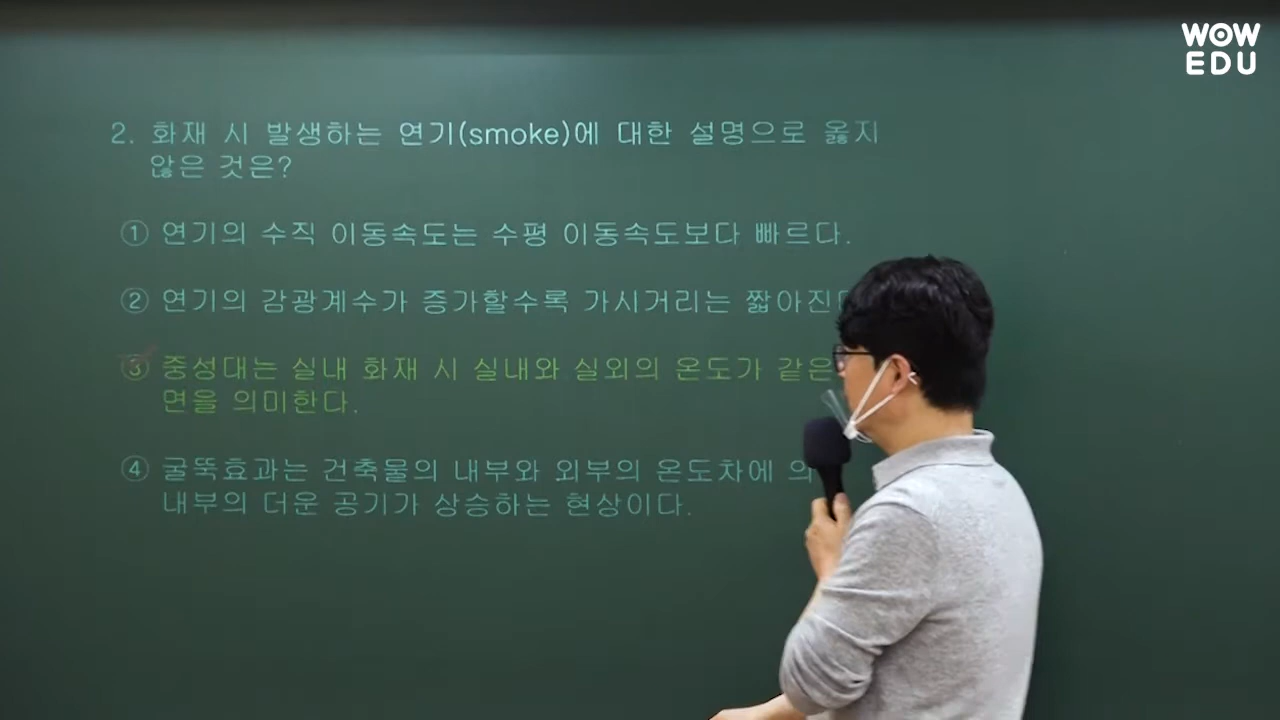 WOW
EDU
2. 화재 시 발생하는 연기(smoke)에 대한 설명으로 옳지
않은 것은?
① 연기의 수직 이동속도는 수평 이동속도보다 빠르다.
② 연기의 감광계수가 증가할수록 가시거리는 짧아진
③ 중성대는 실내 화재 시 실내와 실외의 온도가 같은
면을 의미한다.
④ 굴뚝효과는 건축물의 내부와 외부의 온도차에 의
내부의 더운 공기가 상승하는 현상이다.